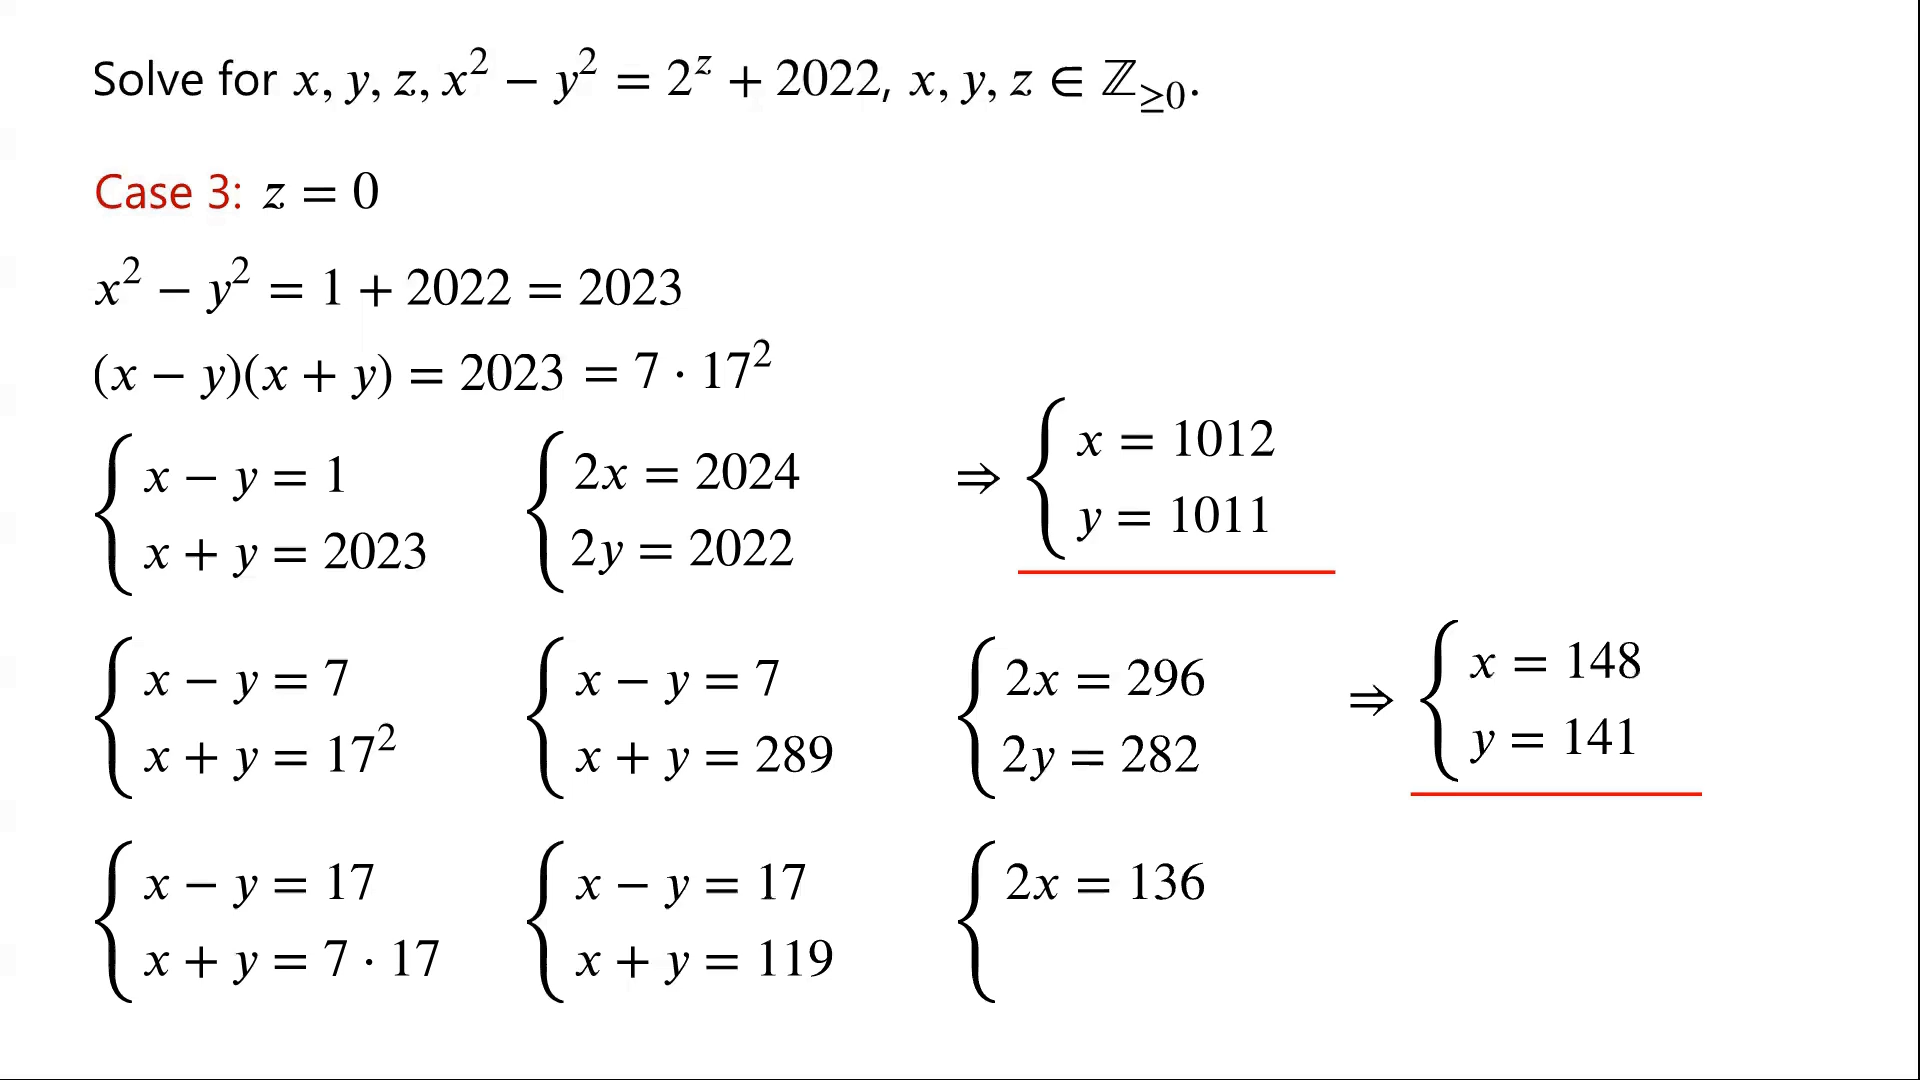 Solve for x, y, z, x² − y² = 2ᶻ + 2022, x, y, z ∈ ℤ≥0.
Case 3: z = 0
x² − y² = 1 + 2022 = 2023
(x − y)(x + y) = 2023 = 7 · 17²
{ x − y = 1
x + y = 2023
{ 2x = 2024
2y = 2022
⇒ { x = 1012
y = 1011
{ x − y = 7
x + y = 17²
{ x − y = 7
x + y = 289
{ 2x = 296
2y = 282
⇒ { x = 148
y = 141
{ x − y = 17
x + y = 7 · 17
{ x − y = 17
x + y = 119
{ 2x = 136